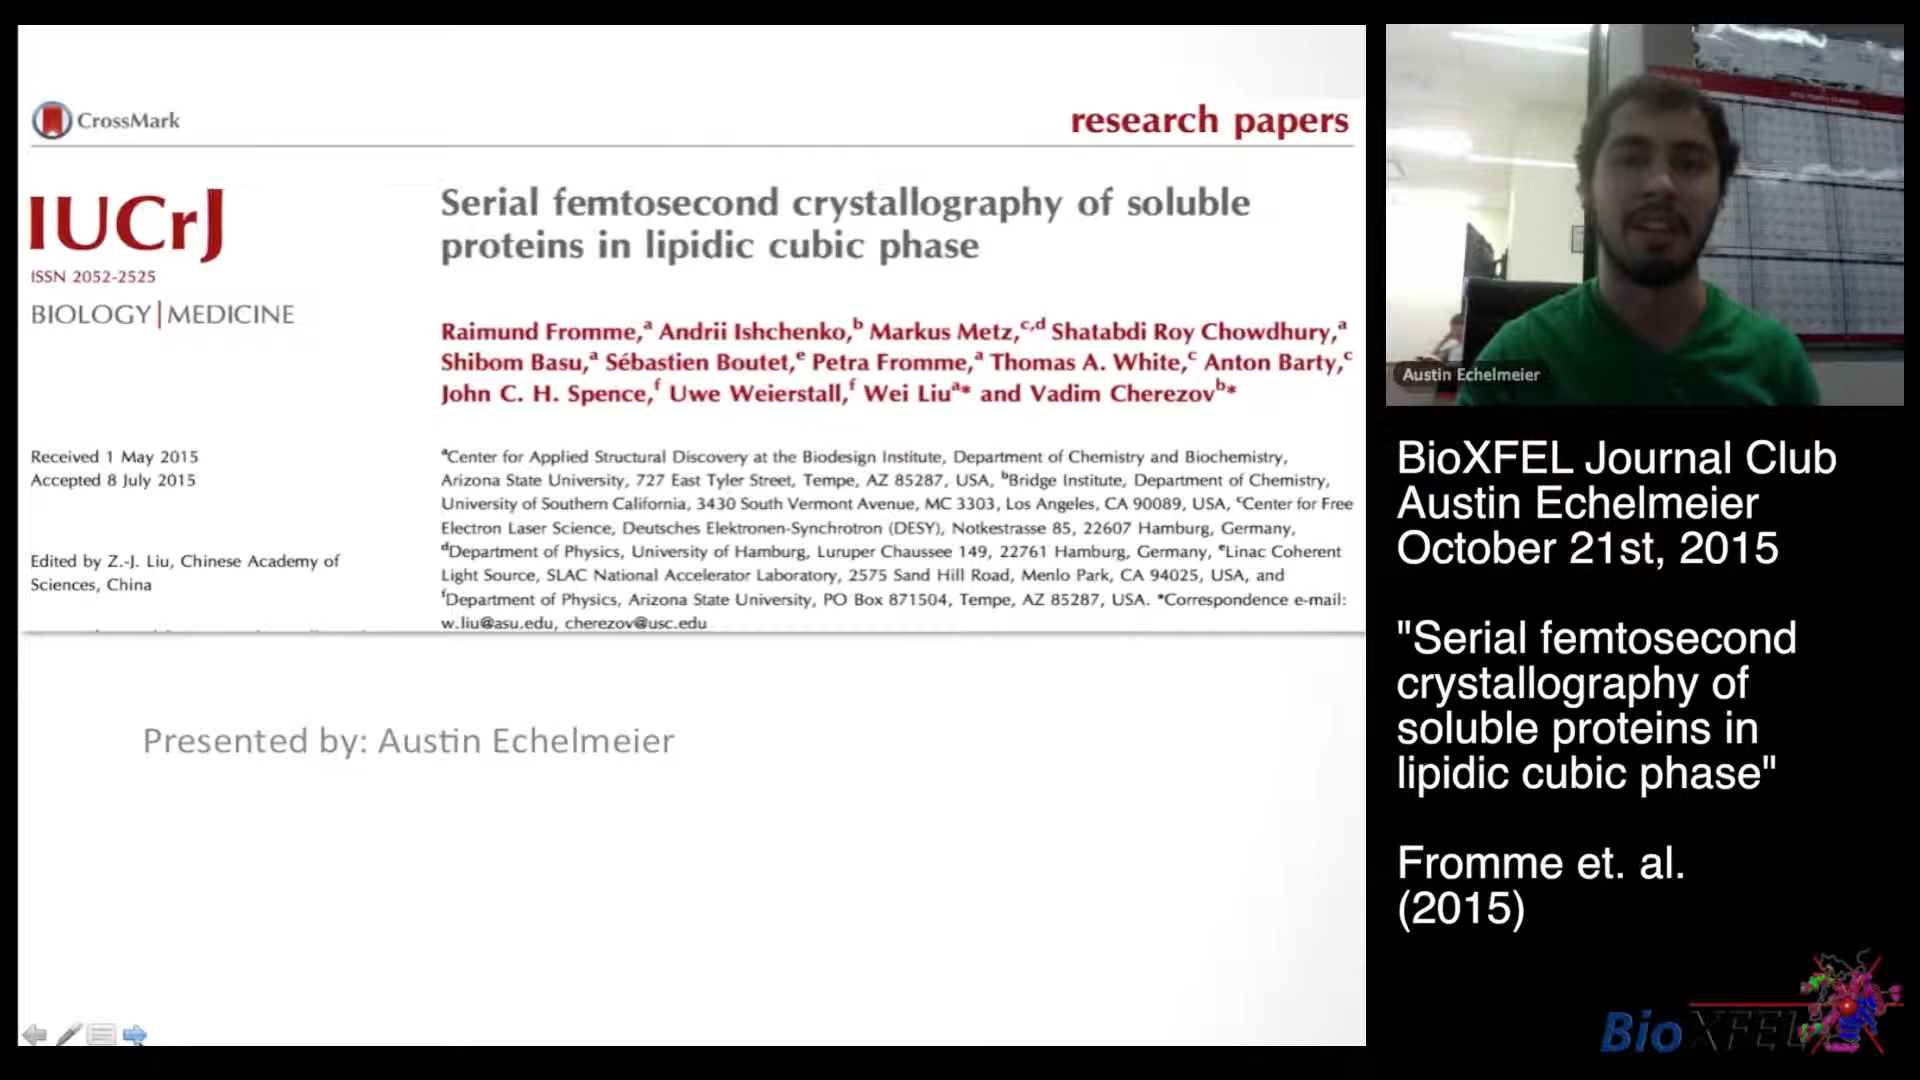 CrossMark
research papers
IUCrJ
ISSN 2052-2525
BIOLOGY|MEDICINE
Serial femtosecond crystallography of soluble
proteins in lipidic cubic phase
Raimund Fromme,a Andrii Ishchenko,b Markus Metz,c,d Shatabdi Roy Chowdhury,a
Shibom Basu,a Sébastien Boutet,e Petra Fromme,a Thomas A. White,c Anton Barty,c
John C. H. Spence,f Uwe Weierstall,f Wei Liua* and Vadim Cherezovb*
Received 1 May 2015
Accepted 8 July 2015
Edited by Z.-J. Liu, Chinese Academy of
Sciences, China
aCenter for Applied Structural Discovery at the Biodesign Institute, Department of Chemistry and Biochemistry,
Arizona State University, 727 East Tyler Street, Tempe, AZ 85287, USA, bBridge Institute, Department of Chemistry,
University of Southern California, 3430 South Vermont Avenue, MC 3303, Los Angeles, CA 90089, USA, cCenter for Free
Electron Laser Science, Deutsches Elektronen-Synchrotron (DESY), Notkestrasse 85, 22607 Hamburg, Germany,
dDepartment of Physics, University of Hamburg, Luruper Chaussee 149, 22761 Hamburg, Germany, eLinac Coherent
Light Source, SLAC National Accelerator Laboratory, 2575 Sand Hill Road, Menlo Park, CA 94025, USA, and
fDepartment of Physics, Arizona State University, PO Box 871504, Tempe, AZ 85287, USA. *Correspondence e-mail:
w.liu@asu.edu, cherezov@usc.edu
Presented by: Austin Echelmeier
Austin Echelmeier
BioXFEL Journal Club
Austin Echelmeier
October 21st, 2015
"Serial femtosecond
crystallography of
soluble proteins in
lipidic cubic phase"
Fromme et. al.
(2015)
BioXFEL